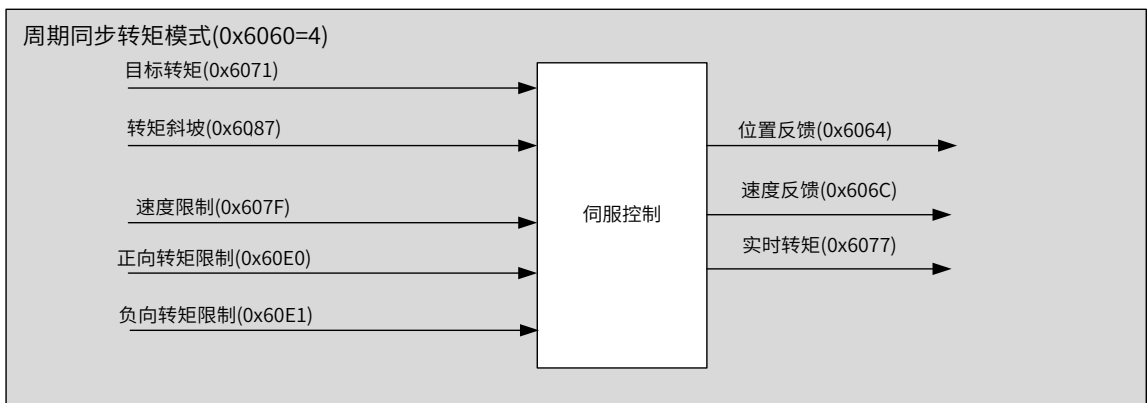 周期同步转矩模式(0x6060=4)
目标转矩(0x6071)
转矩斜坡(0x6087)
速度限制(0x607F)
正向转矩限制(0x60E0)
负向转矩限制(0x60E1)
伺服控制
位置反馈(0x6064)
速度反馈(0x606C)
实时转矩(0x6077)